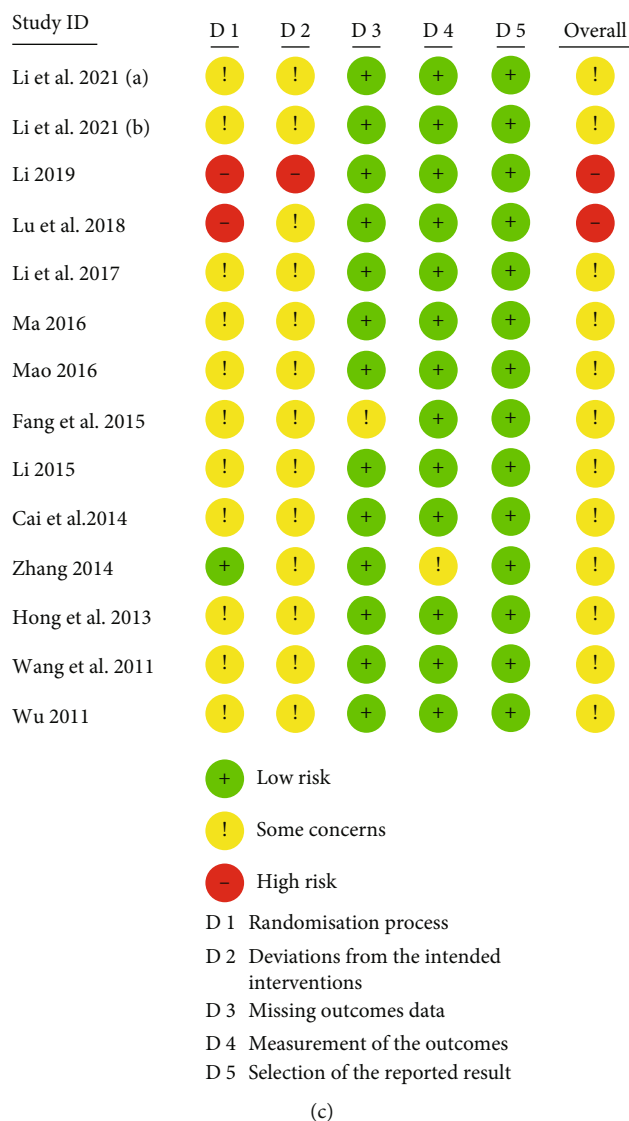 Study ID D 1 D 2 D 3 D 4 D 5 Overall
Li et al. 2021 (a) ! ! + + + !
Li et al. 2021 (b) ! ! + + + !
Li 2019 – – + + + –
Lu et al. 2018 – ! + + + –
Li et al. 2017 ! ! + + + !
Ma 2016 ! ! + + + !
Mao 2016 ! ! + + + !
Fang et al. 2015 ! ! ! + + !
Li 2015 ! ! + + + !
Cai et al.2014 ! ! + + + !
Zhang 2014 + ! + ! + !
Hong et al. 2013 ! ! + + + !
Wang et al. 2011 ! ! + + + !
Wu 2011 ! ! + + + !
+ Low risk
! Some concerns
– High risk
D 1 Randomisation process
D 2 Deviations from the intended
interventions
D 3 Missing outcomes data
D 4 Measurement of the outcomes
D 5 Selection of the reported result
(c)